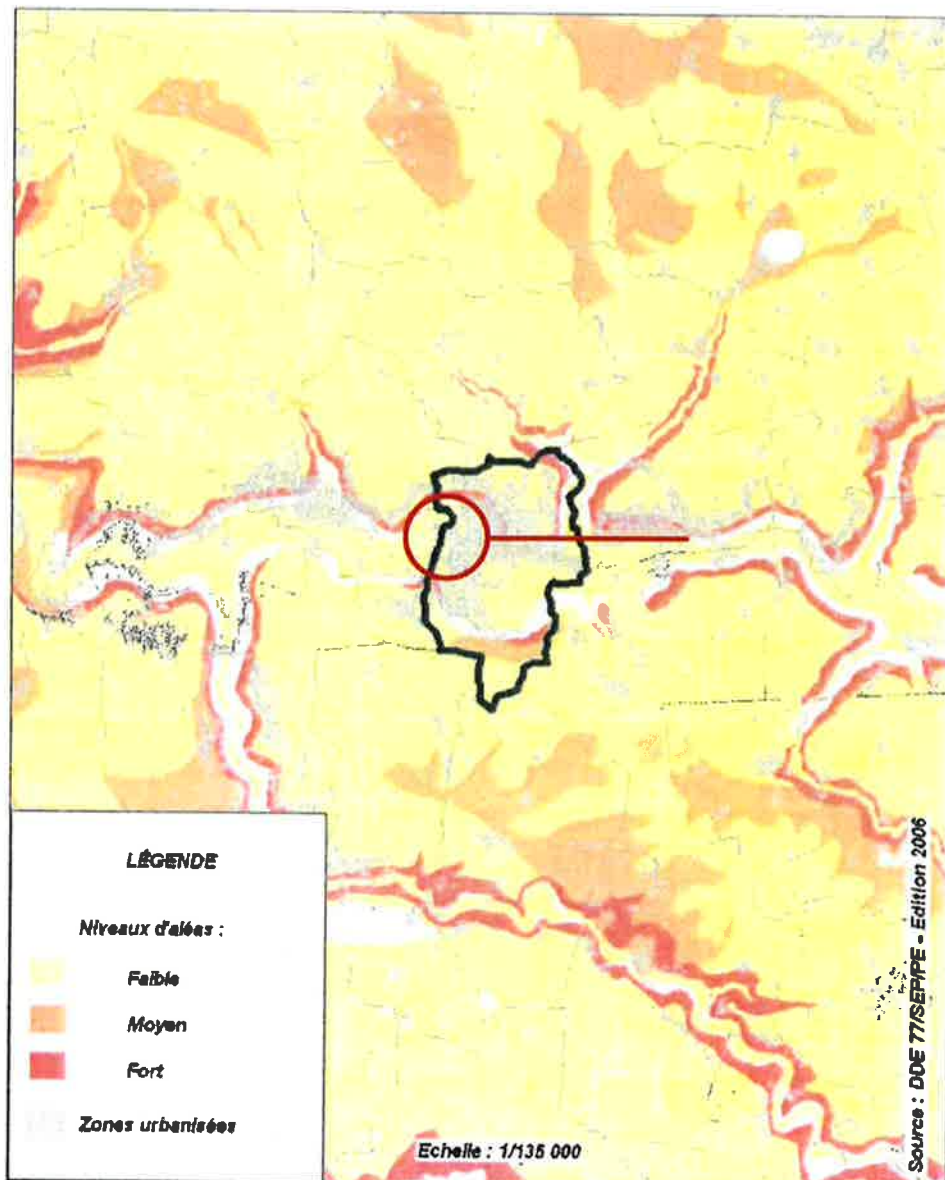 LÉGENDE
Niveaux d'aléas :
Faible
Moyen
Fort
Zones urbanisées
Echelle : 1/135 000
Source : DDE 77/SEPIPE - Edition 2006